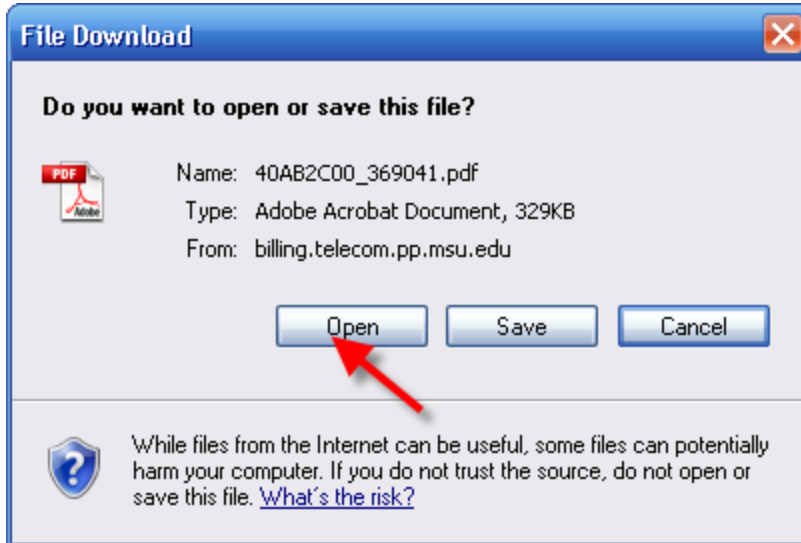 File Download
Do you want to open or save this file?
PDF
Adobe
Name: 40AB2C00_369041.pdf
Type: Adobe Acrobat Document, 329KB
From: billing.telecom.pp.msu.edu
Open Save Cancel
While files from the Internet can be useful, some files can potentially
harm your computer. If you do not trust the source, do not open or
save this file. What's the risk?